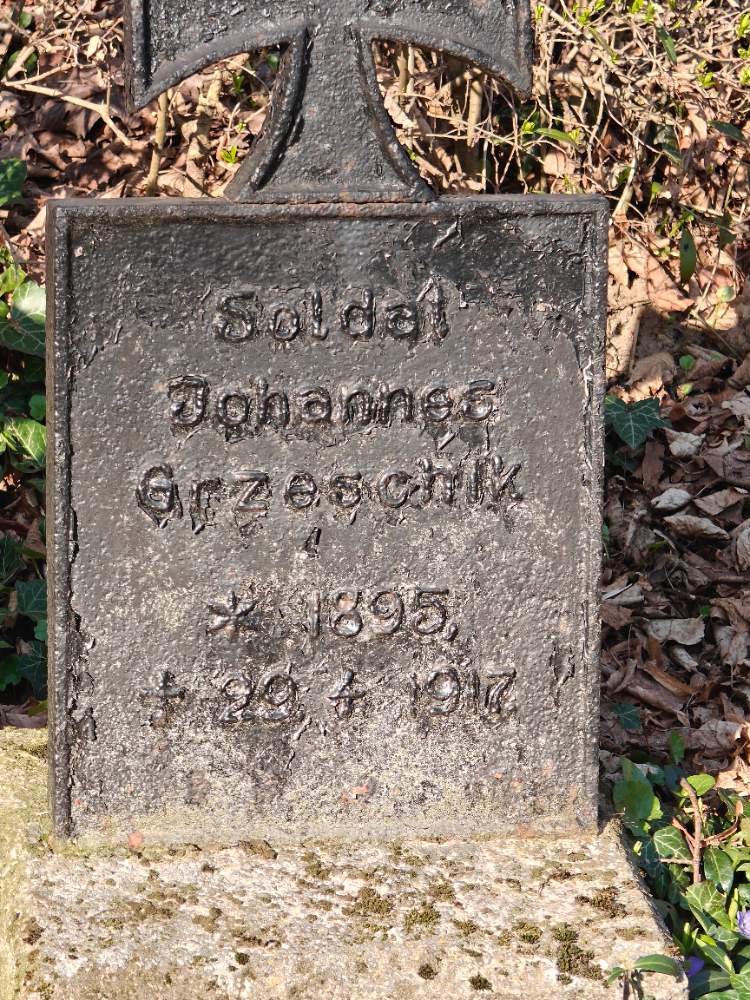 Soldat
Johannes
Grzeschik
* 1895,
† 29. 4. 1917